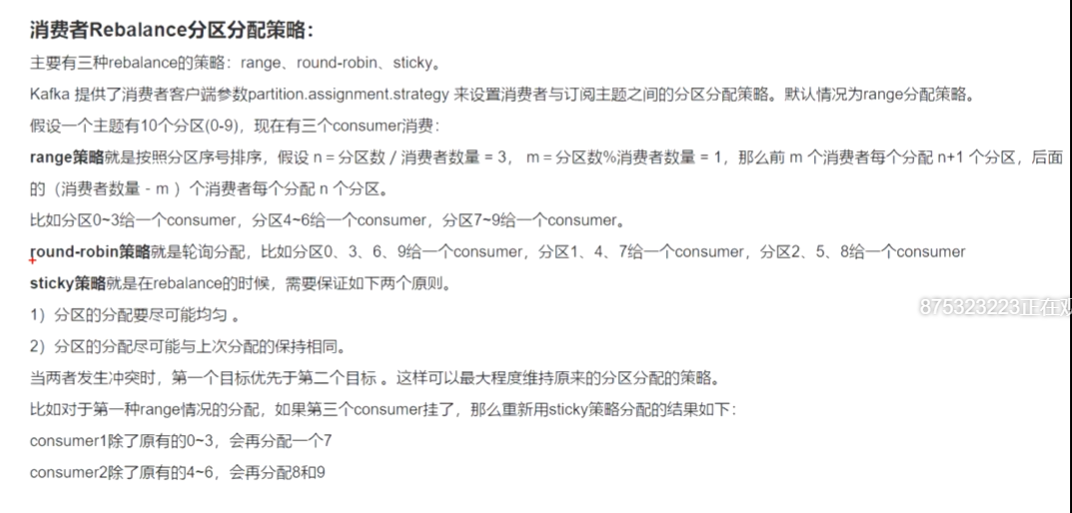 消费者Rebalance分区分配策略：
主要有三种rebalance的策略：range、round-robin、sticky。
Kafka 提供了消费者客户端参数partition.assignment.strategy 来设置消费者与订阅主题之间的分区分配策略。默认情况为range分配策略。
假设一个主题有10个分区(0-9)，现在有三个consumer消费：
range策略就是按照分区序号排序，假设 n＝分区数／消费者数量 = 3， m＝分区数%消费者数量 = 1，那么前 m 个消费者每个分配 n+1 个分区，后面
的（消费者数量－m ）个消费者每个分配 n 个分区。
比如分区0~3给一个consumer，分区4~6给一个consumer，分区7~9给一个consumer。
round-robin策略就是轮询分配，比如分区0、3、6、9给一个consumer，分区1、4、7给一个consumer，分区2、5、8给一个consumer
sticky策略就是在rebalance的时候，需要保证如下两个原则。
875323223正在观
1）分区的分配要尽可能均匀 。
2）分区的分配尽可能与上次分配的保持相同。
当两者发生冲突时，第一个目标优先于第二个目标 。这样可以最大程度维持原来的分区分配的策略。
比如对于第一种range情况的分配，如果第三个consumer挂了，那么重新用sticky策略分配的结果如下：
consumer1除了原有的0~3，会再分配一个7
consumer2除了原有的4~6，会再分配8和9